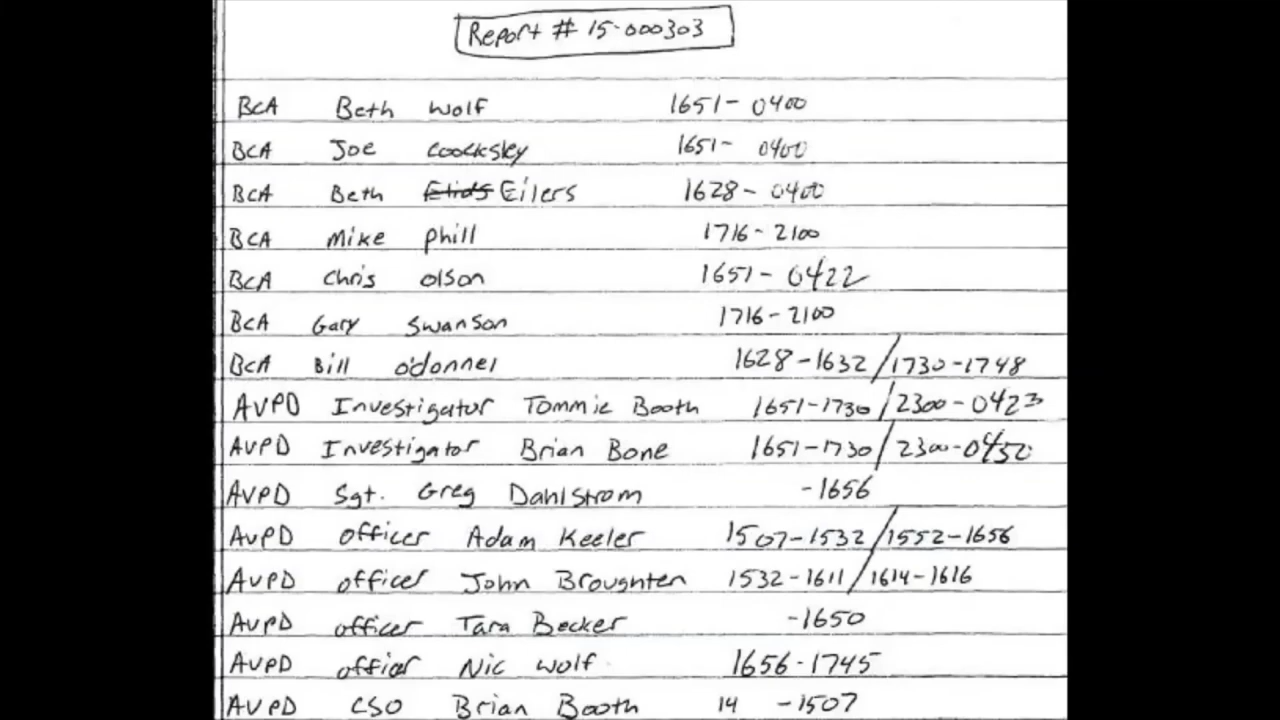 Report # 15-000303
BCA Beth Wolf 1651- 0400
BCA Joe Coocksley 1651- 0400
BCA Beth Eilers 1628- 0400
BCA Mike Phill 1716-2100
BCA Chris Olson 1651- 0422
BCA Gary Swanson 1716-2100
BCA Bill O'donnel 1628-1632/1730-1748
AVPD Investigator Tommie Booth 1651-1730/2300-0423
AVPD Investigator Brian Bone 1651-1730/2300-0450
AVPD Sgt. Greg Dahlstrom -1656
AVPD officer Adam Keeler 1507-1532/1552-1656
AVPD officer John Broughten 1532-1611/1614-1616
AVPD officer Tara Becker -1650
AVPD officer Nic Wolf 1656-1745
AVPD CSO Brian Booth 14 -1507